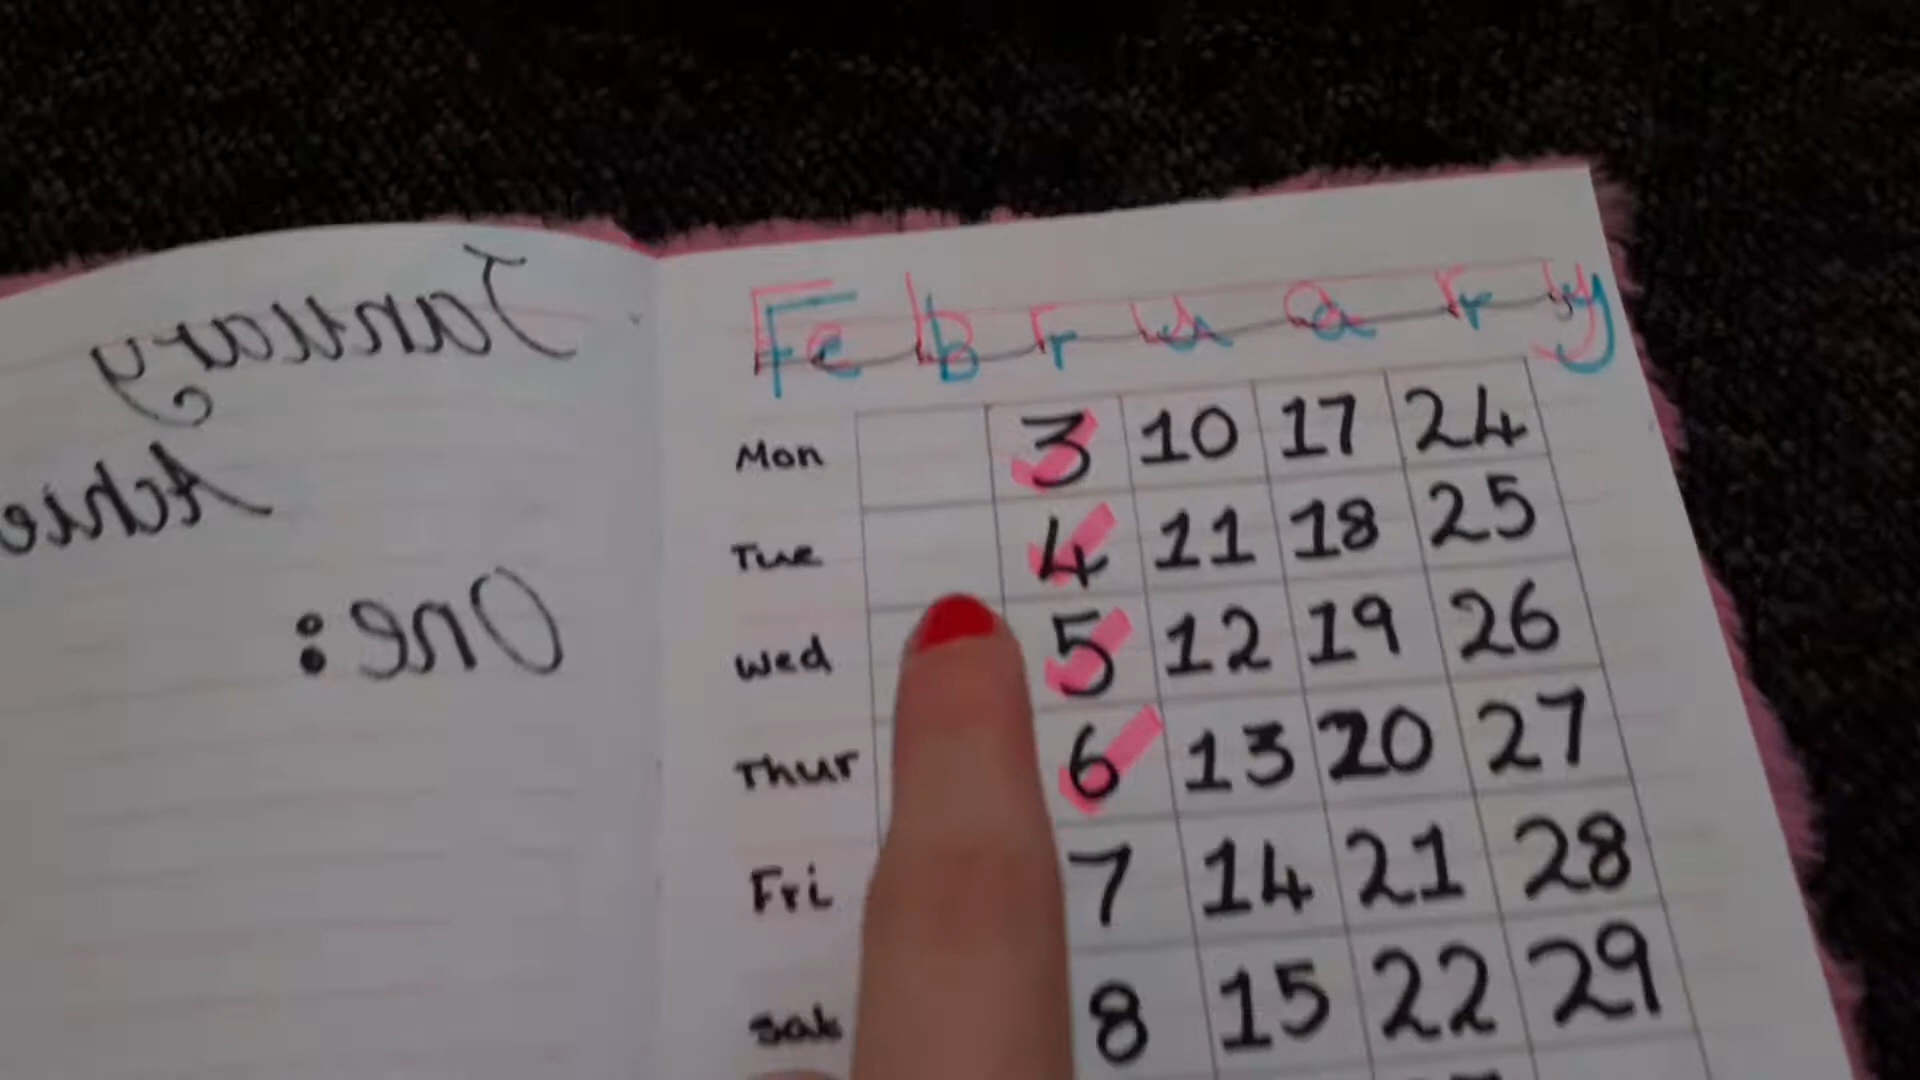 January
Achie
One:
February
Mon 3 10 17 24
Tue 4 11 18 25
Wed 5 12 19 26
Thur 6 13 20 27
Fri 7 14 21 28
Sat 8 15 22 29